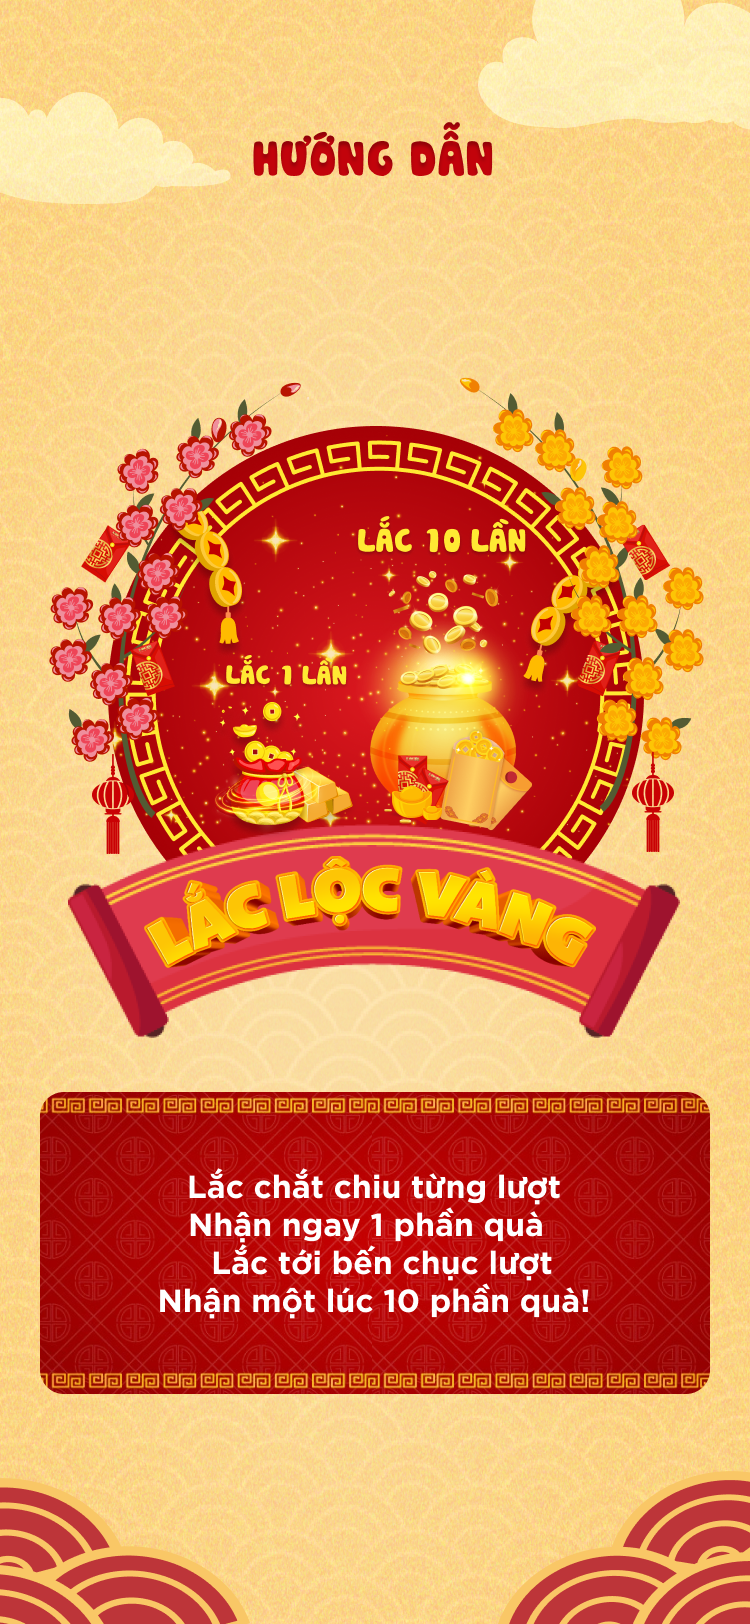 HƯỚNG DẪN
LẮC 10 LẦN
LẮC 1 LẦN
LẮC LỘC VÀNG
Lắc chắt chiu từng lượt
Nhận ngay 1 phần quà
Lắc tới bến chục lượt
Nhận một lúc 10 phần quà!